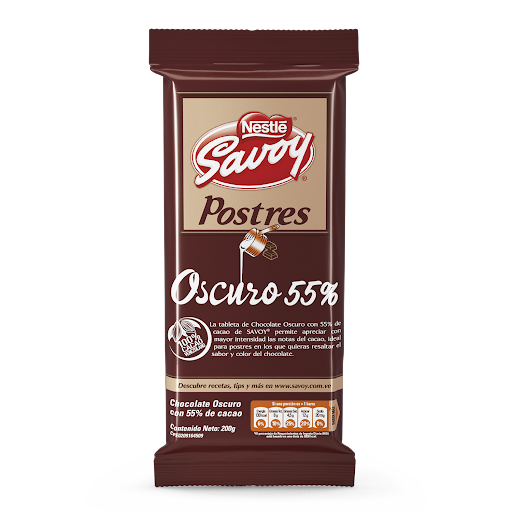 Nestlé
Savoy
Postres
Oscuro 55%
La tableta de Chocolate Oscuro con 55% de
cacao de SAVOY® permite apreciar con
mayor intensidad las notas del cacao, ideal
para postres en los que quieras resaltar el
sabor y color del chocolate.
100%
Descubre recetas, tips y más en www.savoy.com.ve
Chocolate Oscuro
con 55% de cacao
Contenido Neto: 200g